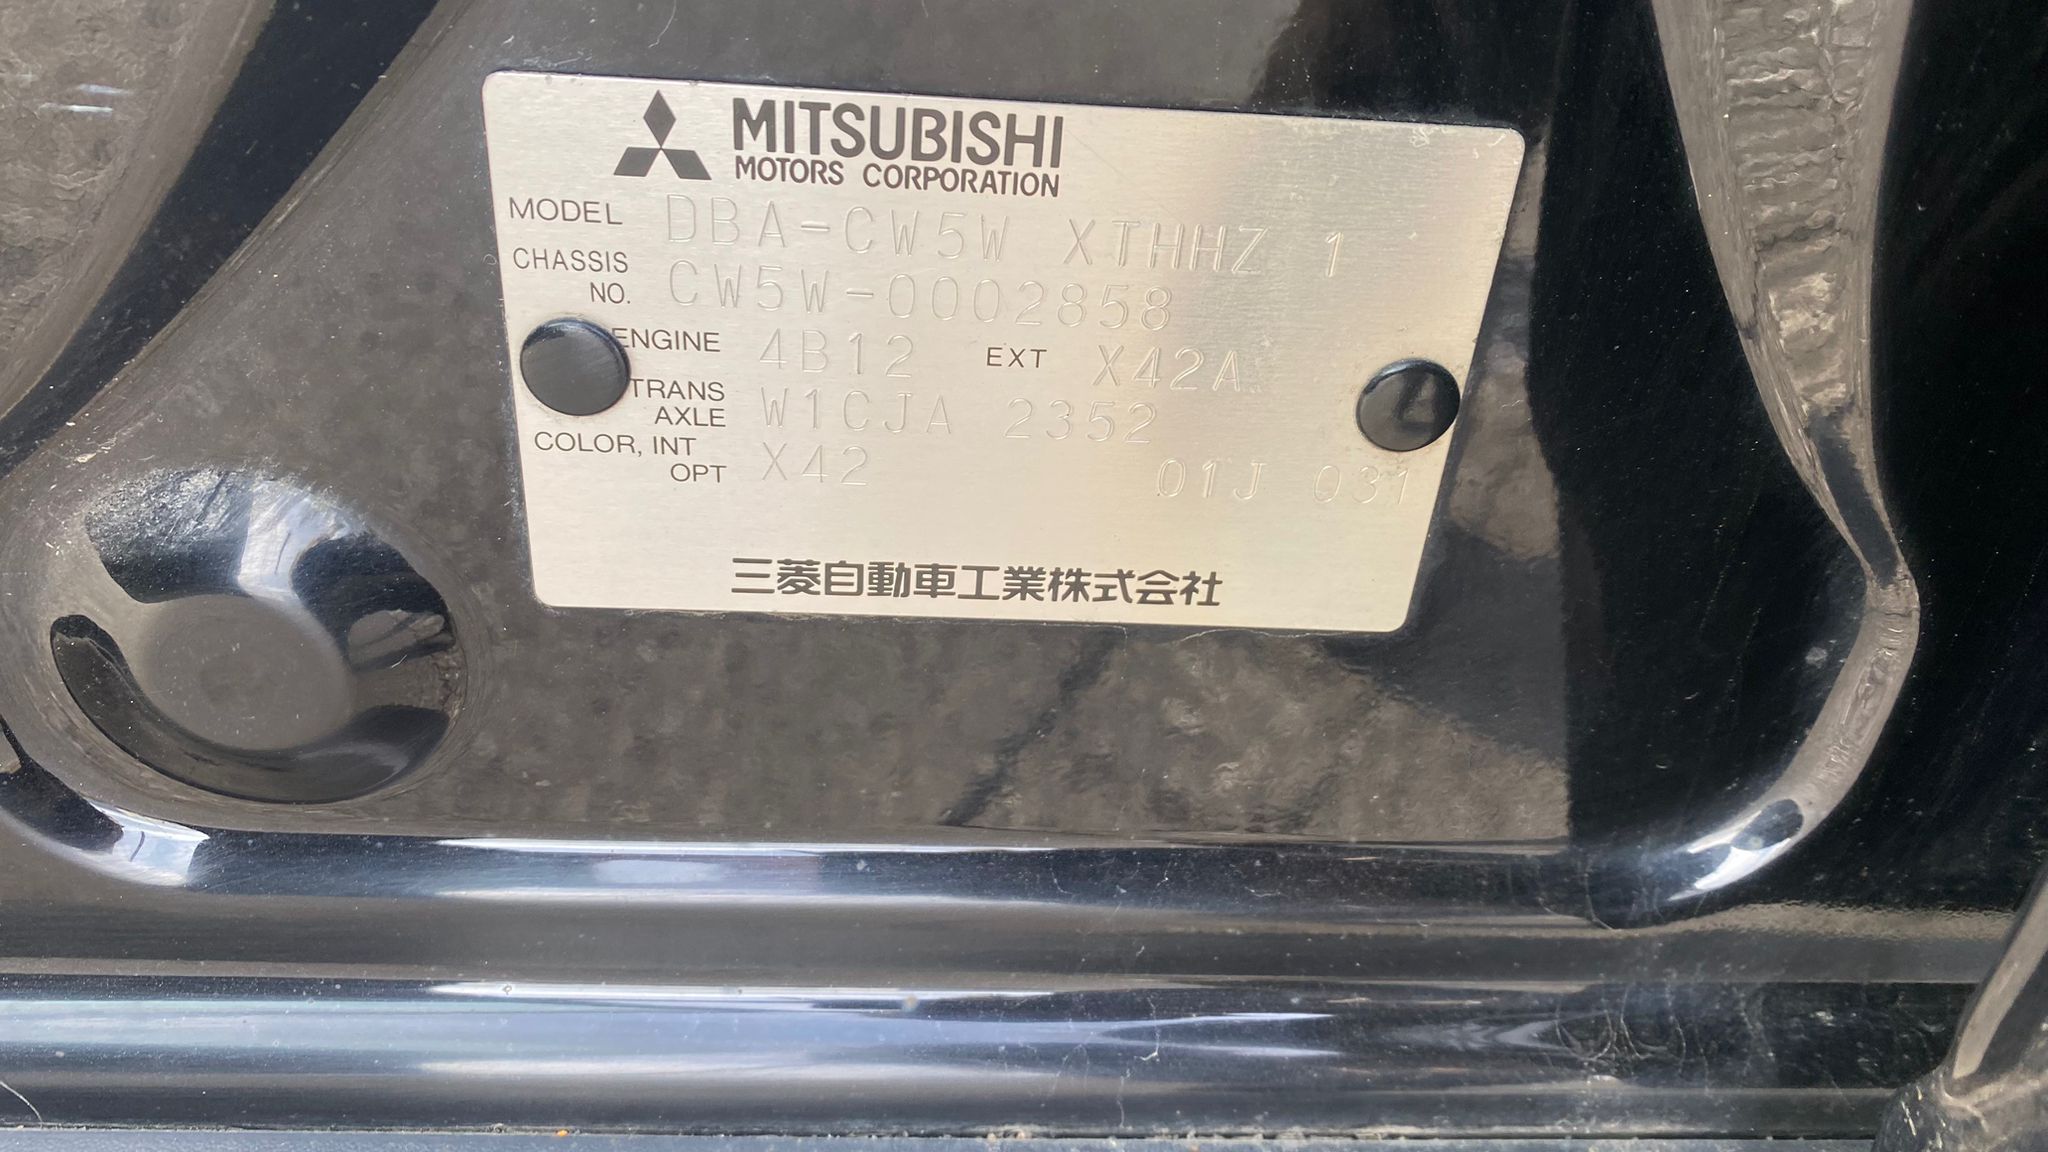 MITSUBISHI
MOTORS CORPORATION
MODEL DBA-CW5W XTHHZ 1
CHASSIS
NO. CW5W-0002858
ENGINE 4B12 EXT X42A
TRANS
AXLE W1CJA 2352
COLOR, INT
OPT X42 01J 031
三菱自動車工業株式会社